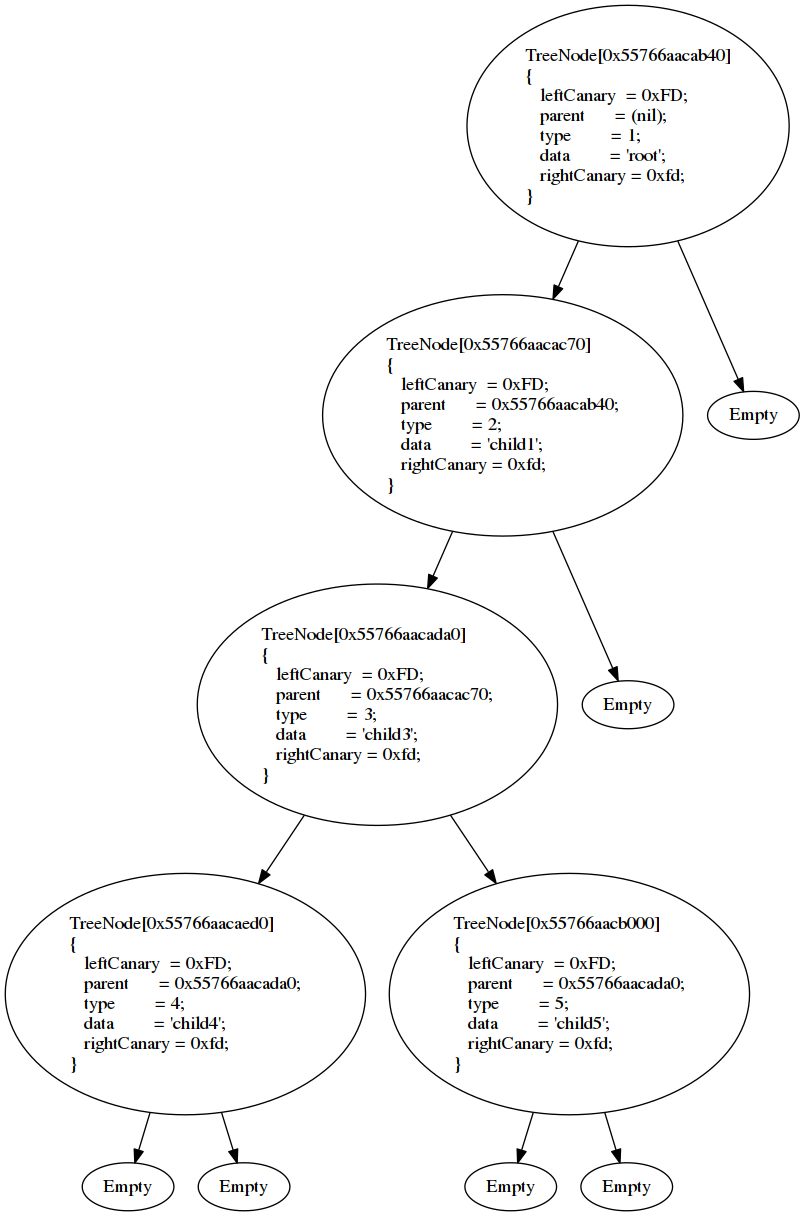 TreeNode[0x55766aacab40]
{
leftCanary = 0xFD;
parent = (nil);
type = 1;
data = 'root';
rightCanary = 0xfd;
}
TreeNode[0x55766aacac70]
{
leftCanary = 0xFD;
parent = 0x55766aacab40;
type = 2;
data = 'child1';
rightCanary = 0xfd;
}
Empty
TreeNode[0x55766aacada0]
{
leftCanary = 0xFD;
parent = 0x55766aacac70;
type = 3;
data = 'child3';
rightCanary = 0xfd;
}
Empty
TreeNode[0x55766aacaed0]
{
leftCanary = 0xFD;
parent = 0x55766aacada0;
type = 4;
data = 'child4';
rightCanary = 0xfd;
}
TreeNode[0x55766aacb000]
{
leftCanary = 0xFD;
parent = 0x55766aacada0;
type = 5;
data = 'child5';
rightCanary = 0xfd;
}
Empty
Empty
Empty
Empty